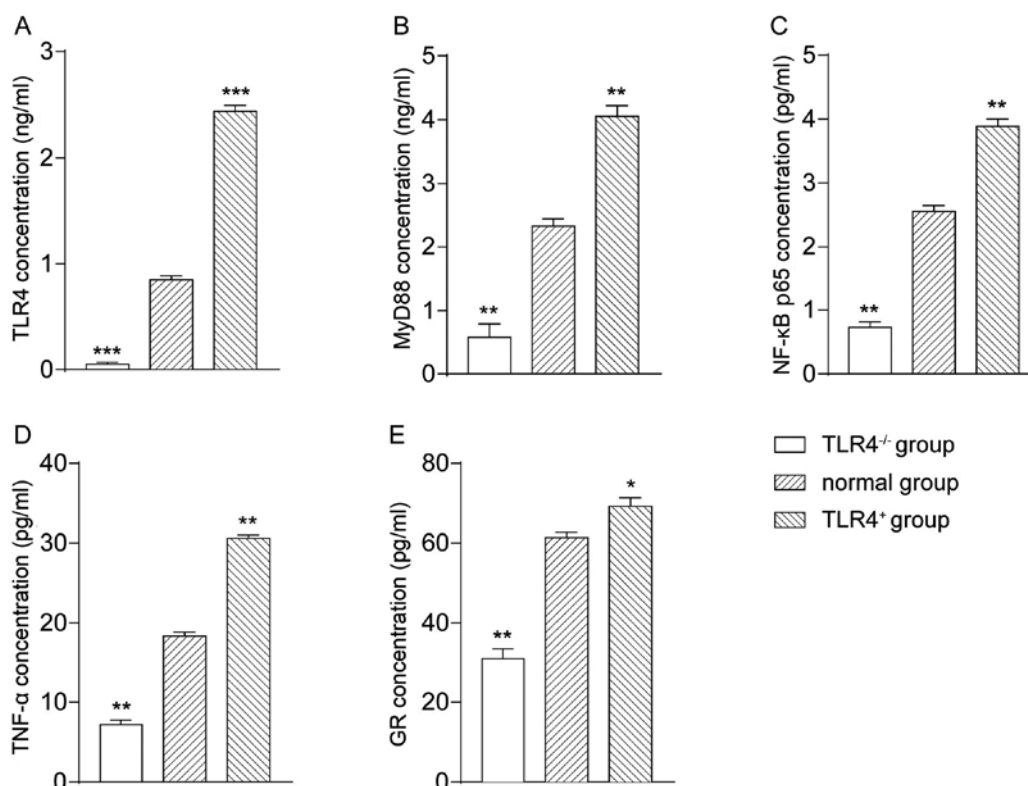 A
TLR4 concentration (ng/ml)
3
2
1
0
***
***
B
MyD88 concentration (ng/ml)
5
4
3
2
1
0
**
**
C
NF-κB p65 concentration (pg/ml)
5
4
3
2
1
0
**
**
D
TNF-α concentration (pg/ml)
40
30
20
10
0
**
**
E
GR concentration (pg/ml)
80
60
40
20
0
**
*
TLR4-/- group
normal group
TLR4+ group